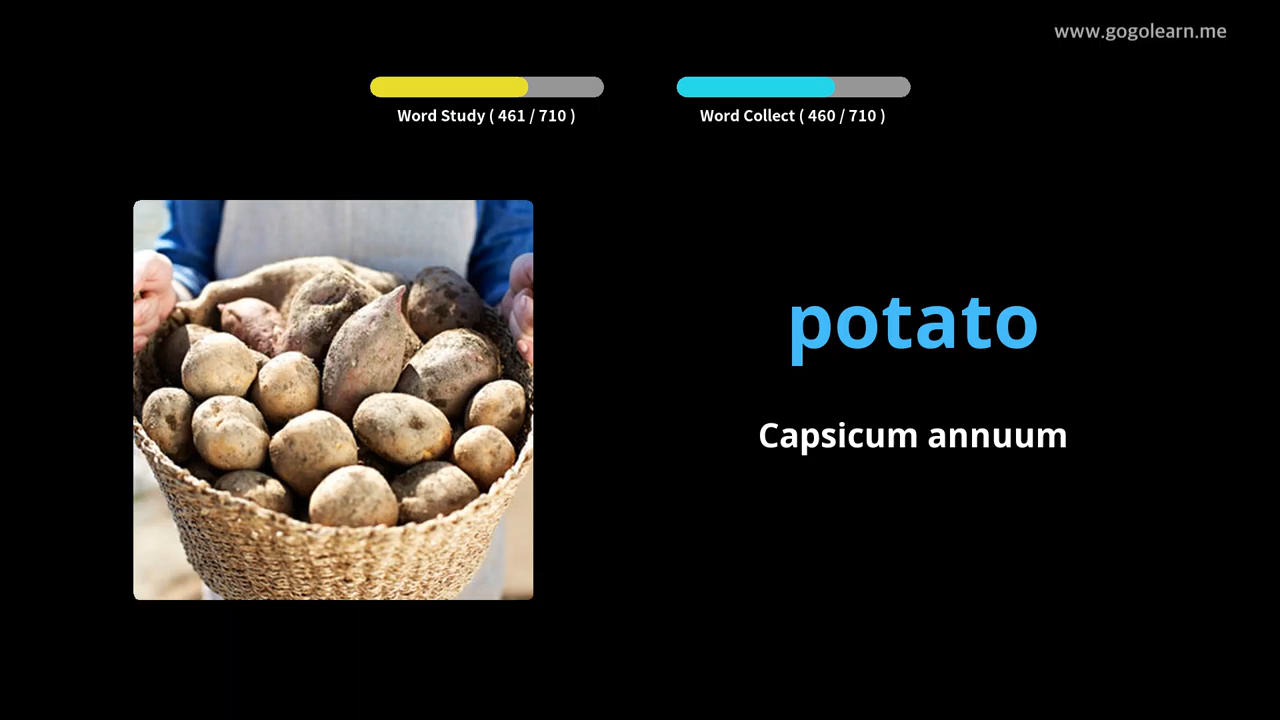 www.gogolearn.me
Word Study ( 461 / 710 )
Word Collect ( 460 / 710 )
potato
Capsicum annuum